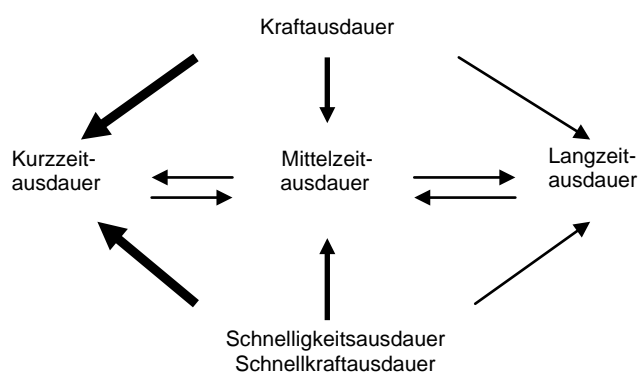 Kraftausdauer
Kurzzeit-
ausdauer
Mittelzeit-
ausdauer
Langzeit-
ausdauer
Schnelligkeitsausdauer
Schnellkraftausdauer